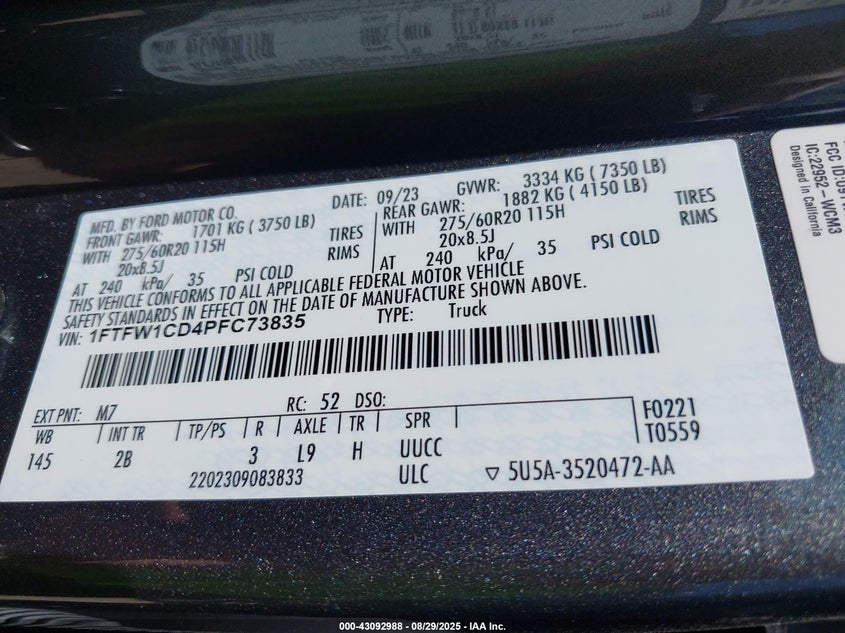 MFD. BY FORD MOTOR CO.
DATE: 09/23 GVWR: 3334 KG ( 7350 LB)
FRONT GAWR: 1701 KG ( 3750 LB)
WITH 275/60R20 115H TIRES
20x8.5J RIMS
AT 240 kPa/ 35 PSI COLD
REAR GAWR: 1882 KG ( 4150 LB)
WITH 275/60R20 115H TIRES
20x8.5J RIMS
AT 240 kPa/ 35 PSI COLD
THIS VEHICLE CONFORMS TO ALL APPLICABLE FEDERAL MOTOR VEHICLE
SAFETY STANDARDS IN EFFECT ON THE DATE OF MANUFACTURE SHOWN ABOVE.
VIN: 1FTFW1CD4PFC73835 TYPE: Truck
EXT PNT: M7 RC: 52 DSO:
WB INT TR TP/PS R AXLE TR SPR
145 2B 3 L9 H UUCC
2202309083833 ULC
F0221
T0559
▽ 5U5A-3520472-AA
IC:22952 - WCM3
Designed in California
000-43092988 - 08/29/2025 - IAA Inc.